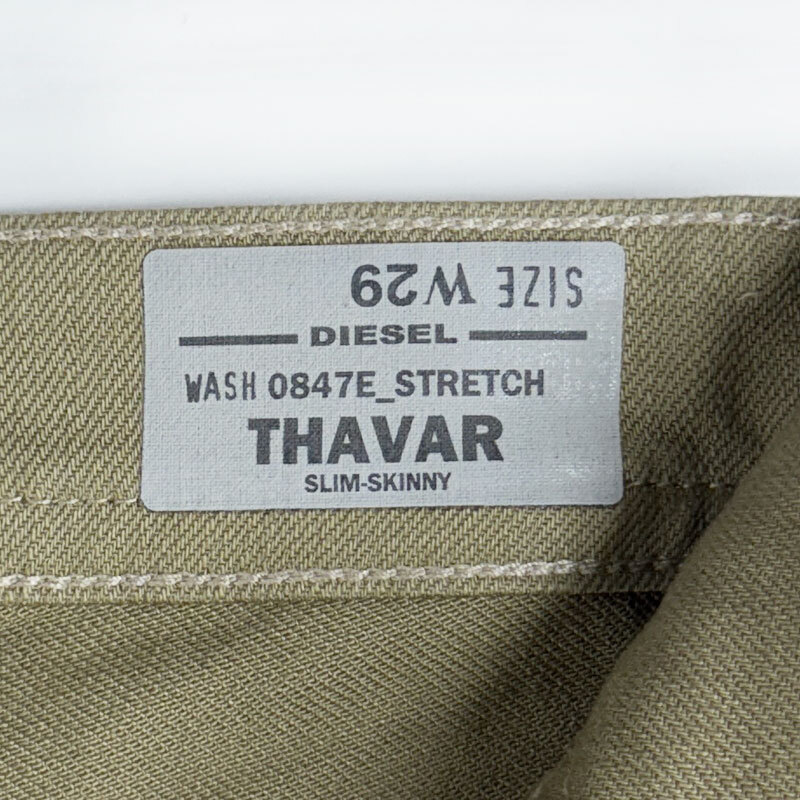 SIZE W29
DIESEL
WASH 0847E_STRETCH
THAVAR
SLIM-SKINNY